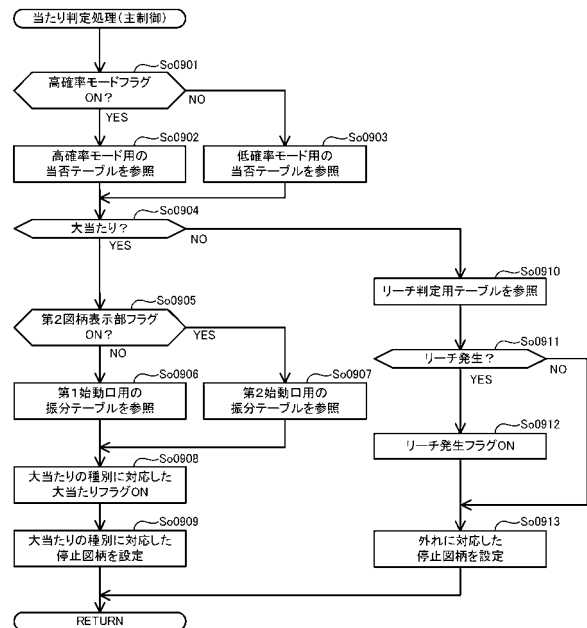 当たり判定処理(主制御)
So0901
高確率モードフラグ
ON?
NO
YES
So0902
高確率モード用の
当否テーブルを参照
So0903
低確率モード用の
当否テーブルを参照
So0904
大当たり?
NO
YES
So0905
第2図柄表示部フラグ
ON?
YES
NO
So0906
第1始動口用の
振分テーブルを参照
So0907
第2始動口用の
振分テーブルを参照
So0908
大当たりの種別に対応した
大当たりフラグON
So0909
大当たりの種別に対応した
停止図柄を設定
So0910
リーチ判定用テーブルを参照
So0911
リーチ発生?
NO
YES
So0912
リーチ発生フラグON
So0913
外れに対応した
停止図柄を設定
RETURN